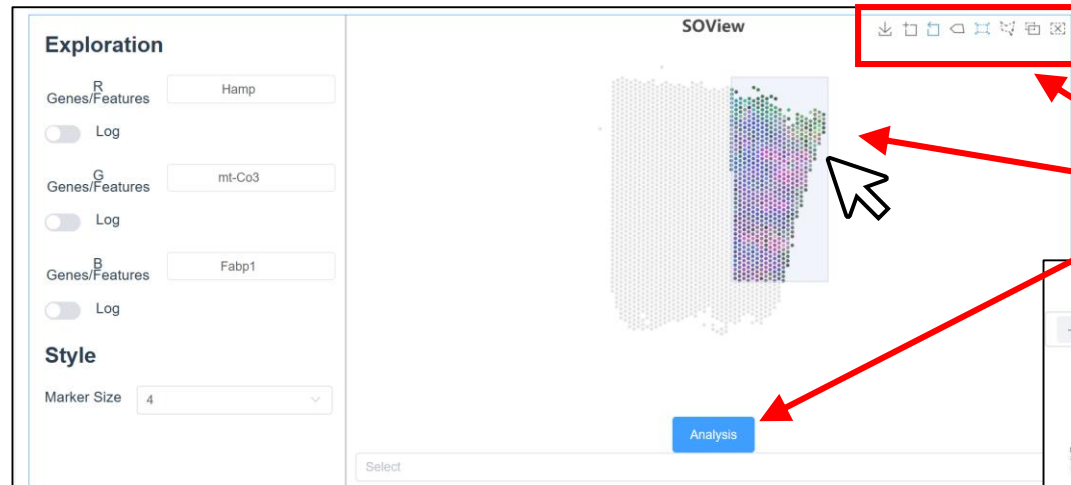 SOView
Exploration
R
Genes/Features
Hamp
Log
G
Genes/Features
mt-Co3
Log
B
Genes/Features
Fabp1
Log
Style
Marker Size
4
Analysis
Select